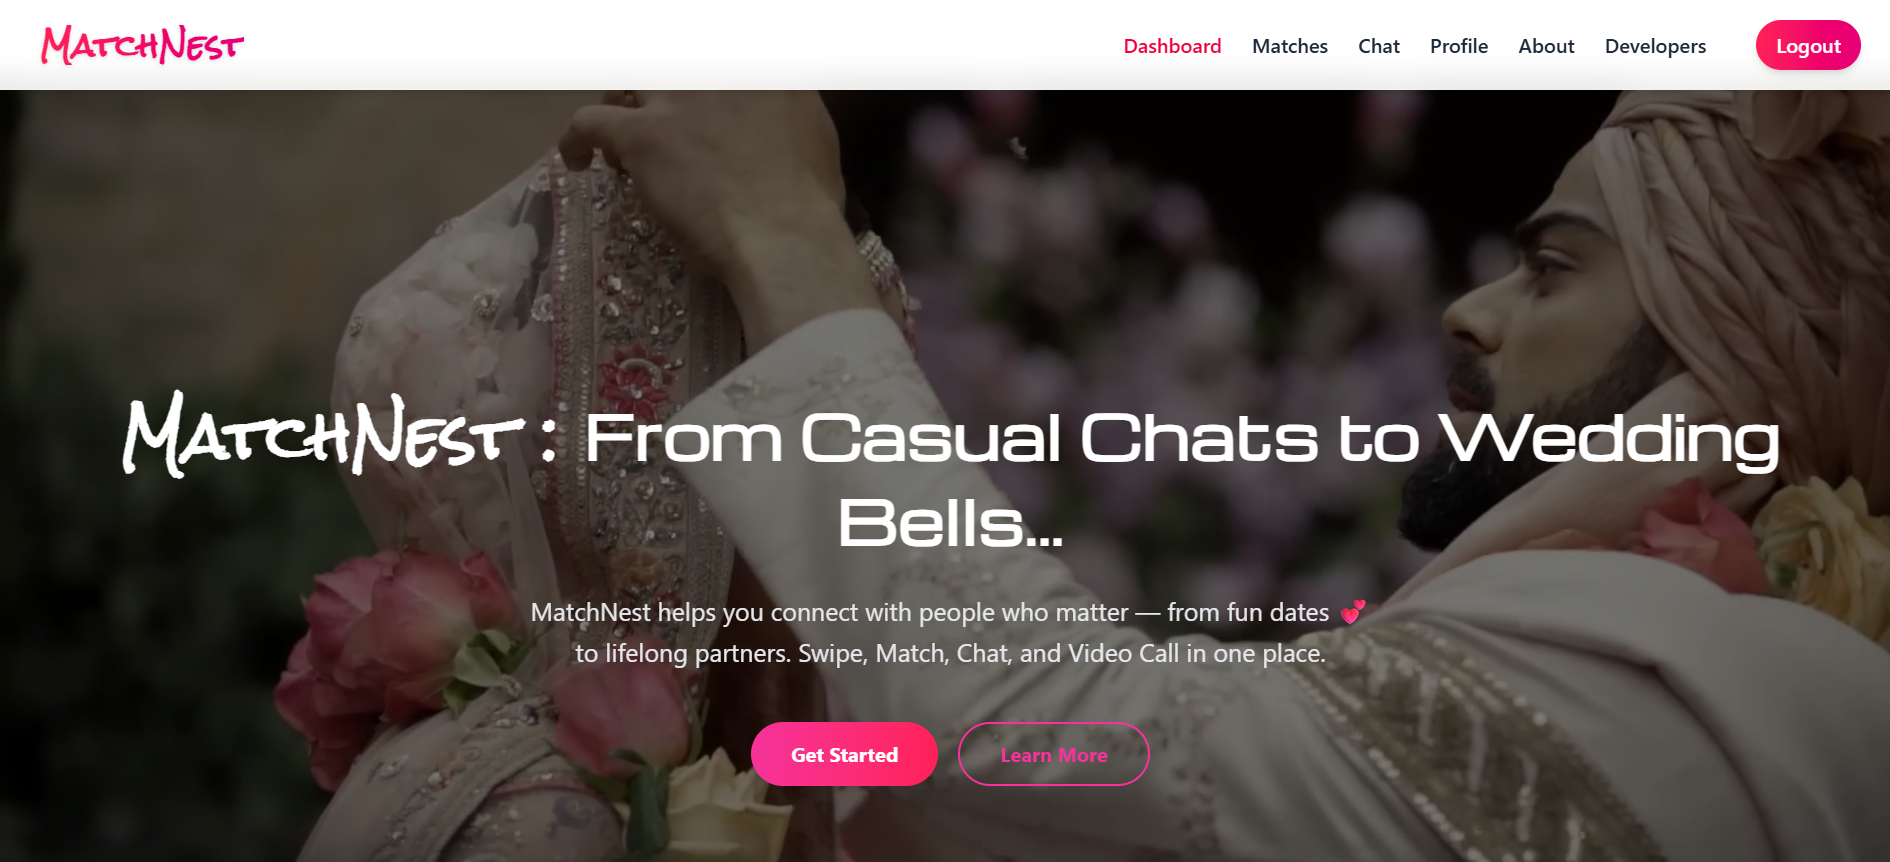 MatchNest
Dashboard Matches Chat Profile About Developers Logout
MatchNest : From Casual Chats to Wedding
Bells...
MatchNest helps you connect with people who matter — from fun dates 💕
to lifelong partners. Swipe, Match, Chat, and Video Call in one place.
Get Started Learn More